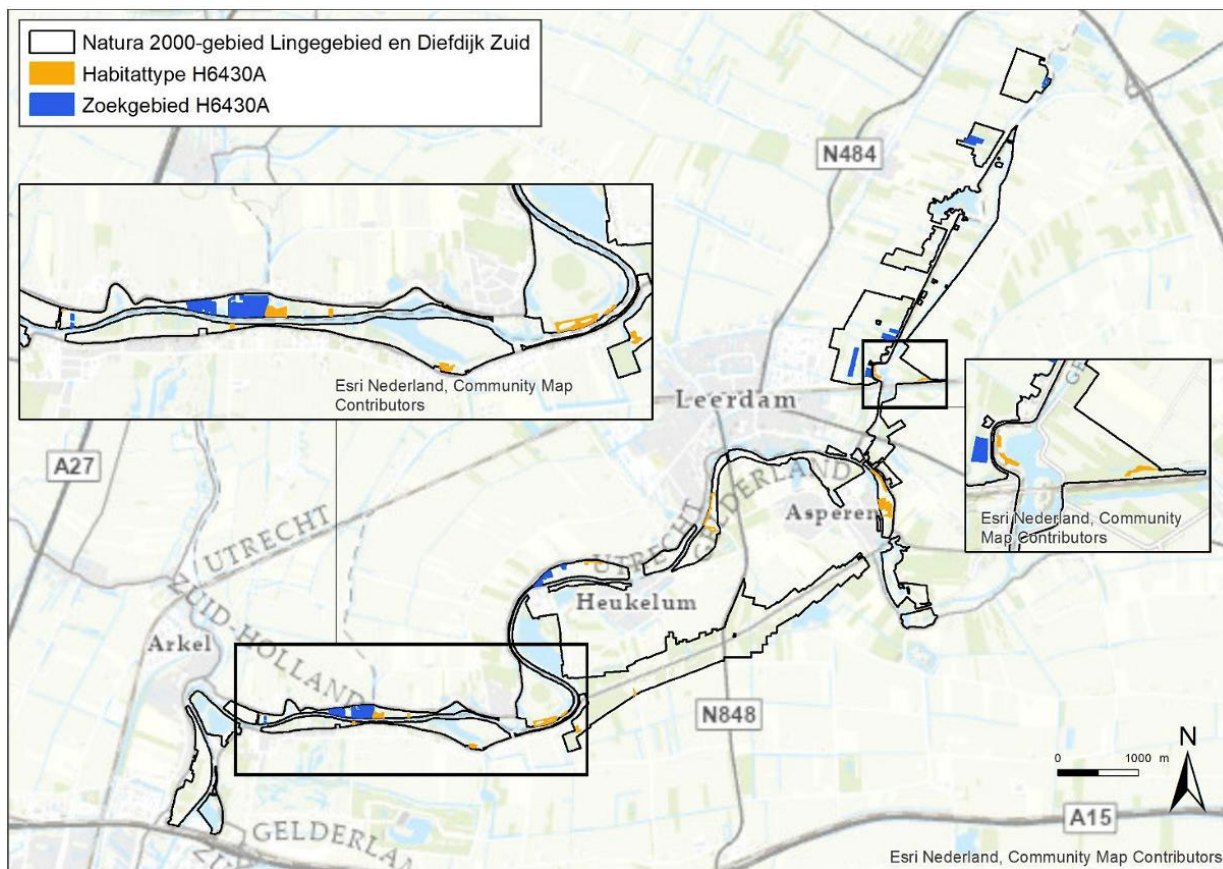 Natura 2000-gebied Lingegebied en Diefdijk Zuid
Habitattype H6430A
Zoekgebied H6430A
N484
Esri Nederland, Community Map
Contributors
Leerdam
A27
UTRECHT
GELDERLAND
Asperen
Esri Nederland, Community
Map Contributors
UTRECHT
GELDERLAND
ZUID-HOLLAND
Heukelum
Arkel
N848
N
0 1000 m
A15
GELDERLAN
Esri Nederland, Community Map Contributors